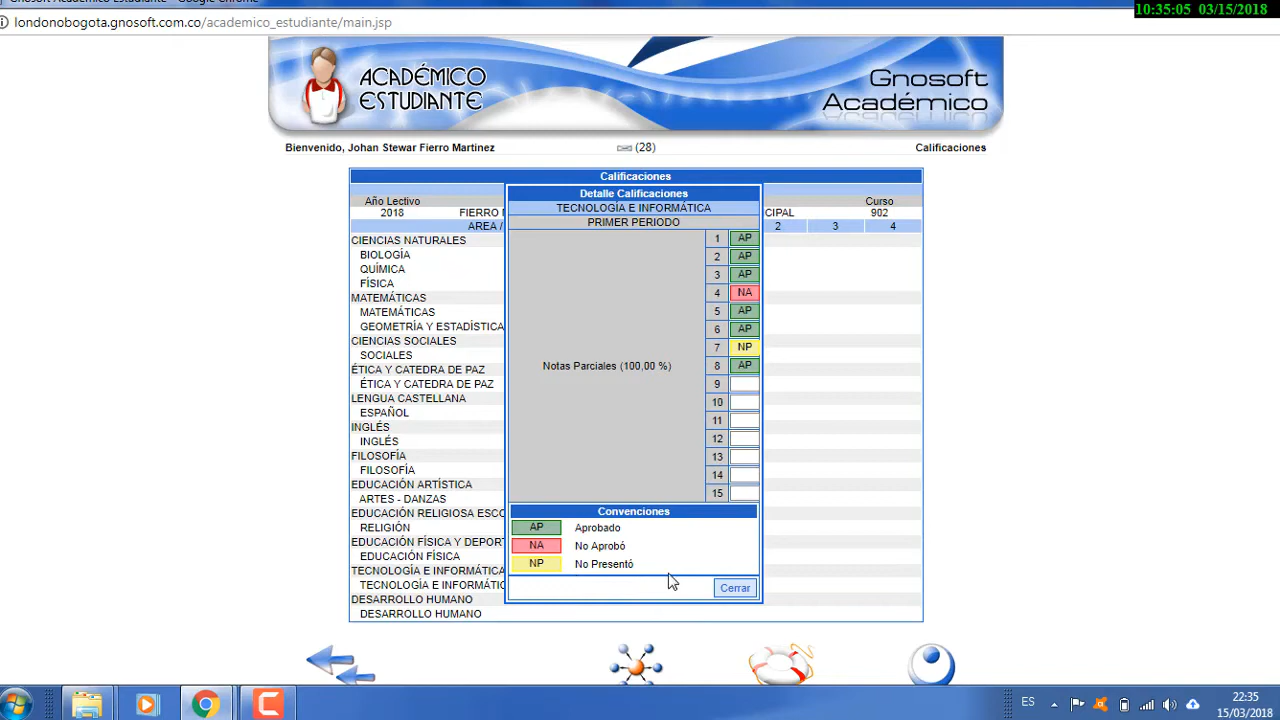 10:35:05 03/15/2018
londonobogota.gnosoft.com.co/academico_estudiante/main.jsp
ACADÉMICO
ESTUDIANTE
Gnosoft
Académico
Bienvenido, Johan Stewar Fierro Martinez
(28)
Calificaciones
Calificaciones
Año Lectivo
Curso
2018
FIERRO
CIPAL
902
AREA /
2 3 4
CIENCIAS NATURALES
BIOLOGÍA
QUÍMICA
FÍSICA
MATEMÁTICAS
MATEMÁTICAS
GEOMETRÍA Y ESTADÍSTICA
CIENCIAS SOCIALES
SOCIALES
ÉTICA Y CATEDRA DE PAZ
ÉTICA Y CATEDRA DE PAZ
LENGUA CASTELLANA
ESPAÑOL
INGLÉS
INGLÉS
FILOSOFÍA
FILOSOFÍA
EDUCACIÓN ARTÍSTICA
ARTES - DANZAS
EDUCACIÓN RELIGIOSA ESCO
RELIGIÓN
EDUCACIÓN FÍSICA Y DEPOR
EDUCACIÓN FÍSICA
TECNOLOGÍA E INFORMÁTICA
TECNOLOGÍA E INFORMÁTIC
DESARROLLO HUMANO
DESARROLLO HUMANO
Detalle Calificaciones
TECNOLOGÍA E INFORMÁTICA
PRIMER PERIODO
Notas Parciales (100,00 %)
1 AP
2 AP
3 AP
4 NA
5 AP
6 AP
7 NP
8 AP
9
10
11
12
13
14
15
Convenciones
AP Aprobado
NA No Aprobó
NP No Presentó
Cerrar
ES
22:35
15/03/2018